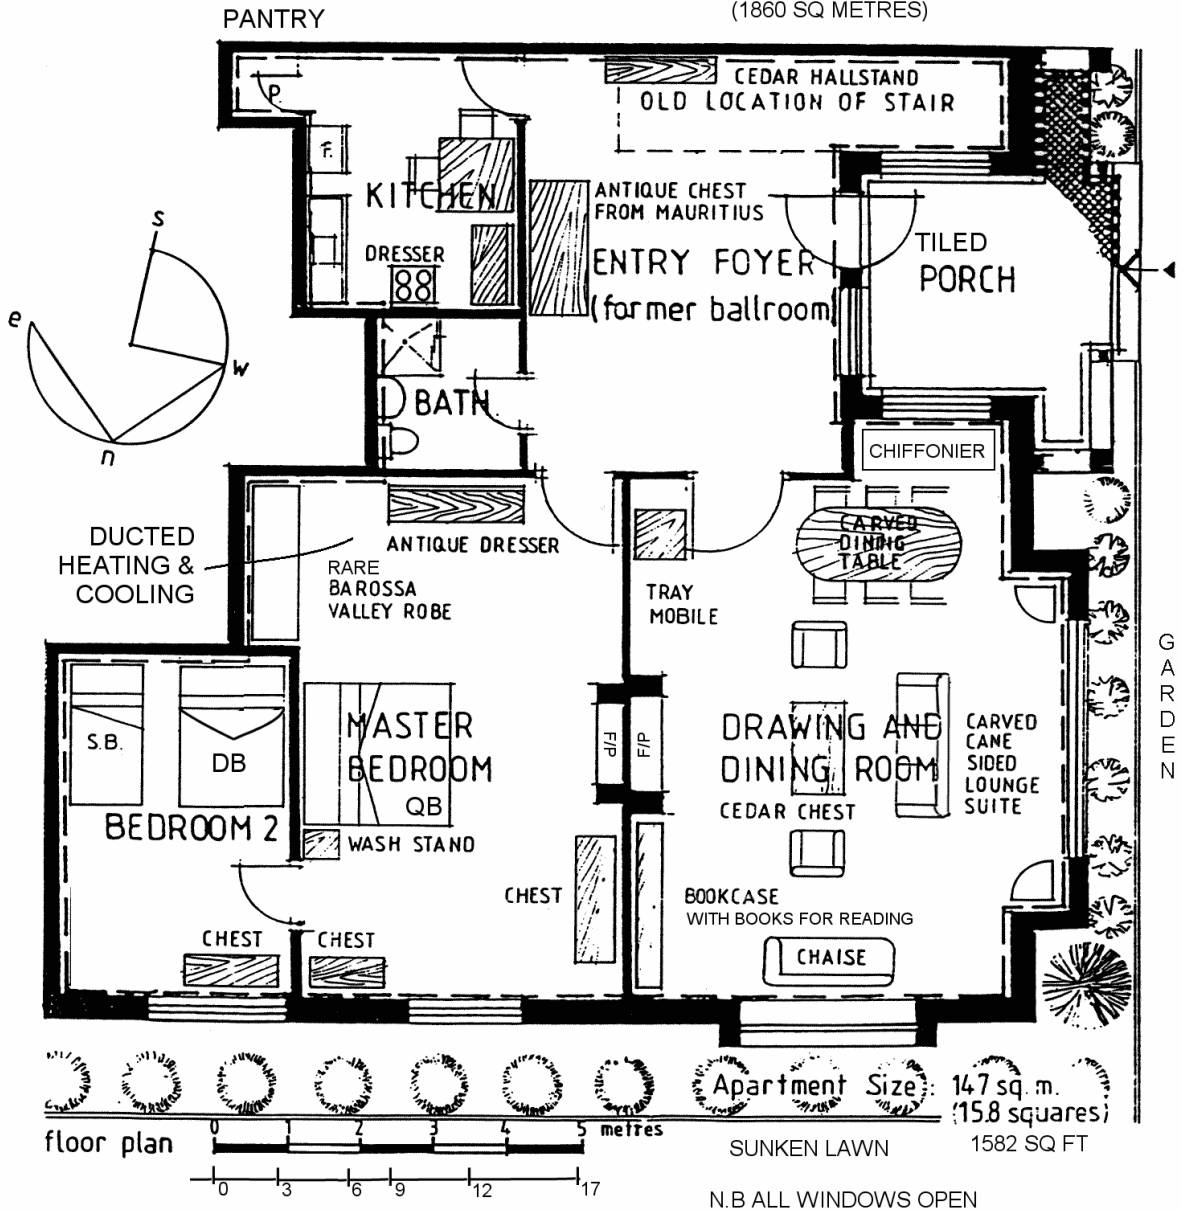 PANTRY
(1860 SQ METRES)
P.
CEDAR HALLSTAND
OLD LOCATION OF STAIR
F.
KITCHEN
ANTIQUE CHEST
FROM MAURITIUS
DRESSER
ENTRY FOYER
(former ballroom)
TILED
PORCH
s
e
w
n
BATH
CHIFFONIER
DUCTED
HEATING &
COOLING
ANTIQUE DRESSER
RARE
BAROSSA
VALLEY ROBE
CARVED
DINING
TABLE
TRAY
MOBILE
GARDEN
S.B.
DB
BEDROOM 2
MASTER
BEDROOM
QB
F/P
F/P
DRAWING AND
DINING ROOM
CARVED
CANE
SIDED
LOUNGE
SUITE
CEDAR CHEST
WASH STAND
CHEST
BOOKCASE
WITH BOOKS FOR READING
CHEST
CHEST
CHAISE
Apartment Size: 147 sq. m.
(15.8 squares)
1582 SQ FT
floor plan
0 1 2 3 4 5 metres
0 3 6 9 12 17
SUNKEN LAWN
N.B ALL WINDOWS OPEN